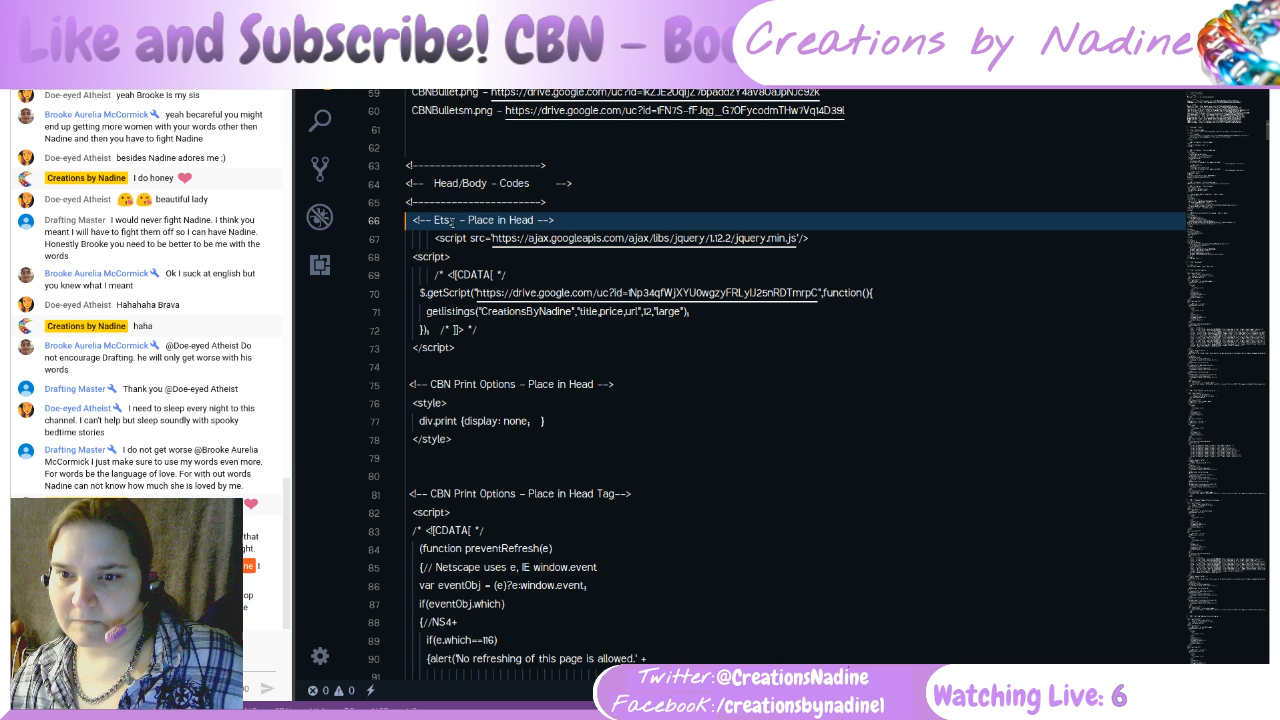 Like and Subscribe! CBN - Boo
Creations by Nadine
Doe-eyed Atheist yeah Brooke is my sis
Brooke Aurelia McCormick yeah becareful you might
end up getting more women with your words other then
Nadine and then you have to fight Nadine
Doe-eyed Atheist besides Nadine adores me ;)
Creations by Nadine I do honey
Doe-eyed Atheist beautiful lady
Drafting Master I would never fight Nadine. I think you
meant I will have to fight them off so I can have Nadine.
Honestly Brooke you need to be better to be me with the
words
Brooke Aurelia McCormick Ok I suck at english but
you knew what I meant
Doe-eyed Atheist Hahahaha Brava
Creations by Nadine haha
Brooke Aurelia McCormick @Doe-eyed Atheist Do
not encourage Drafting. he will only get worse with his
words
Drafting Master Thank you @Doe-eyed Atheist
Doe-eyed Atheist I need to sleep every night to this
channel. I can't help but sleep soundly with spooky
bedtime stories
Drafting Master I do not get worse @Brooke Aurelia
McCormick I just make sure to use my words even more.
For words be the language of love. For with out words
Nadine can not know how much she is loved by me.
that
ght.
ne I
op
59
60 CBNBulletsm.png -
61
62
63 <!----------------------->
64 <!-- Head/Body - Codes -->
65 <!----------------------->
66 <!-- Etsy - Place in Head -->
67 <script src='https://ajax.googleapis.com/ajax/libs/jquery/1.12.2/jquery.min.js'/>
68 <script>
69 /* <![CDATA[ */
70 $.getScript("https://drive.google.com/uc?id=1Np34qfWjXYU0wgzyFRLyIJ25nRDTmrpC",function(){
71 getlistings("CreationsByNadine","title,price,url",12,"large");
72 }); /* ]]> */
73 </script>
74
75 <!-- CBN Print Options - Place in Head -->
76 <style>
77 div.print {display: none; }
78 </style>
79
80
81 <!-- CBN Print Options - Place in Head Tag-->
82 <script>
83 /* <![CDATA[ */
84 (function preventRefresh(e)
85 {// Netscape uses e, IE window.event
86 var eventObj = (e)?e:window.event;
87 if(eventObj.which)
88 {//NS4+
89 if(e.which==116)
90 {alert('No refreshing of this page is allowed.' +
91
0 0
Twitter:@CreationsNadine
Facebook:/creationsbynadine1
Watching Live: 6